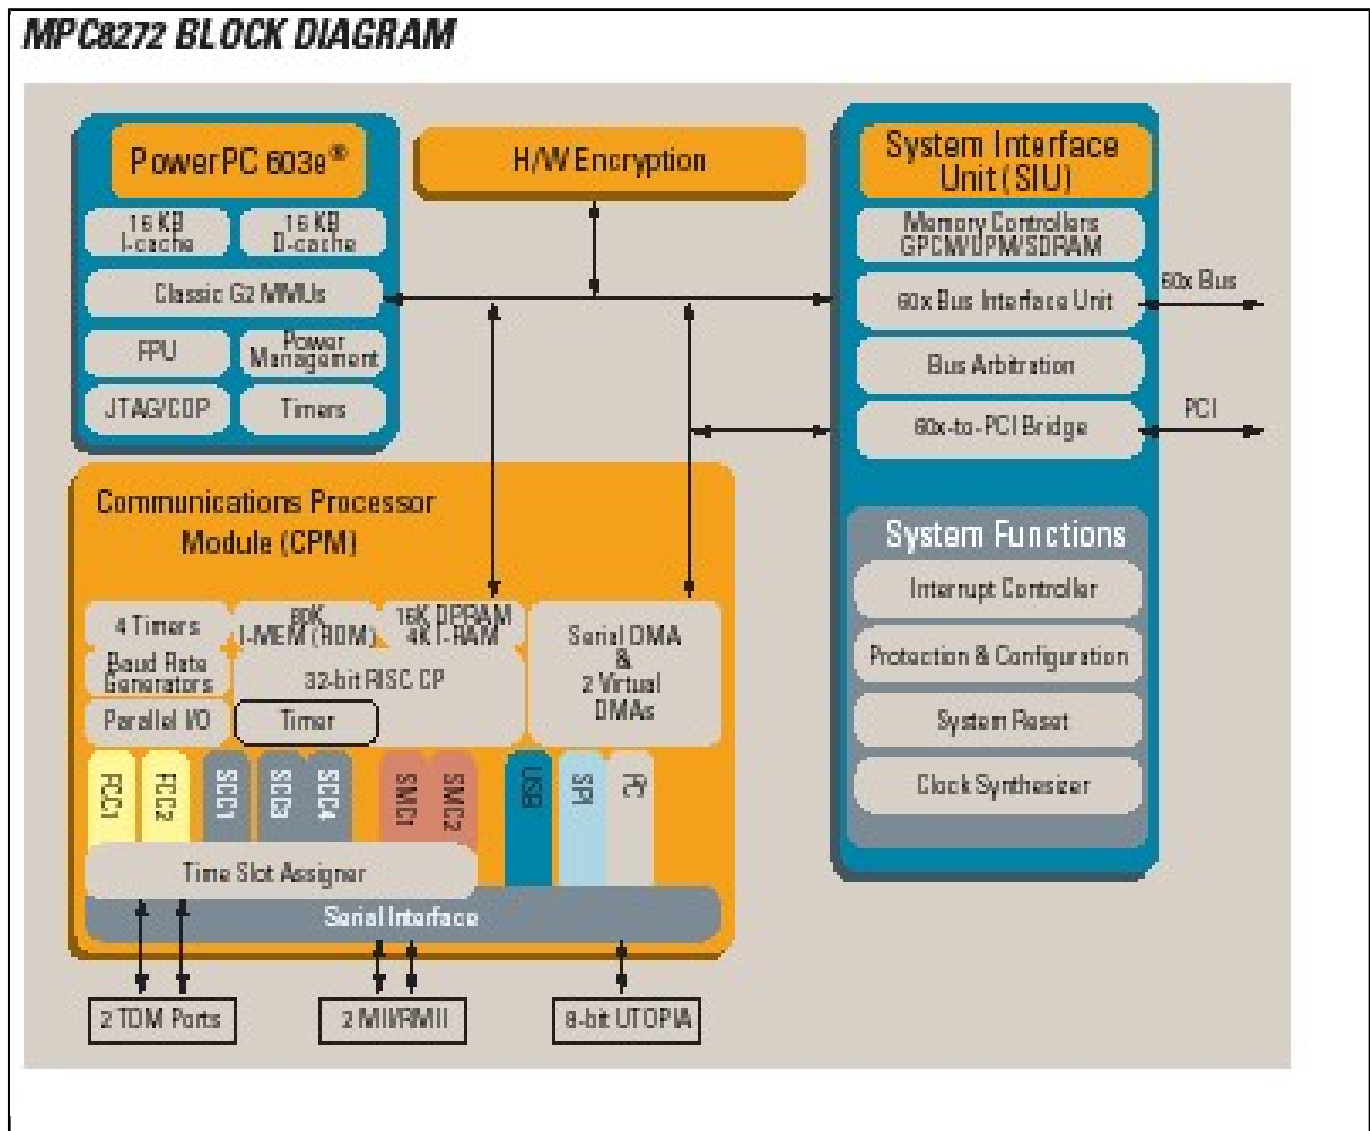 MPC8272 BLOCK DIAGRAM
PowerPC 603e®
16 KB
I-cache
16 KB
D-cache
Classic G2 MMUs
FPU
Power
Management
JTAG/COP
Timers
H/W Encryption
System Interface
Unit (SIU)
Memory Controllers
GPCM/UPM/SDRAM
60x Bus Interface Unit
60x Bus
Bus Arbitration
60x-to-PCI Bridge
PCI
System Functions
Interrupt Controller
Protection & Configuration
System Reset
Clock Synthesizer
Communications Processor
Module (CPM)
4 Timers
I-MEM (ROM)
16K DPRAM
4K I-RAM
Serial DMA
&
2 Virtual
DMAs
Baud Rate
Generators
32-bit RISC CP
Parallel I/O
Timer
FCC1
FCC2
SCC1
SCC3
SCC4
SMC1
SMC2
USB
SPI
Time Slot Assigner
Serial Interface
2 TDM Ports
2 MII/RMII
8-bit UTOPIA